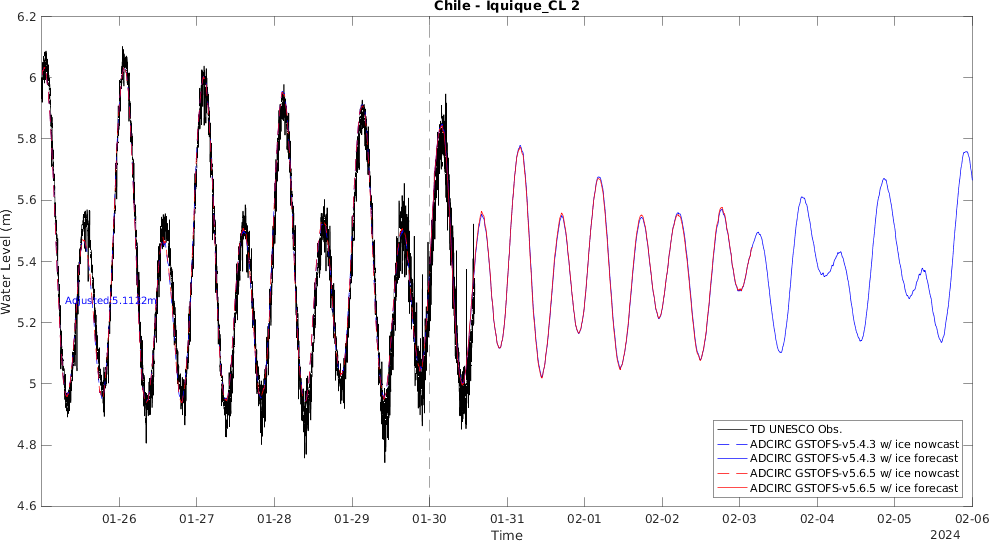 Chile - Iquique_CL 2
6.2
6
5.8
5.6
5.4
5.2
5
4.8
4.6
Water Level (m)
Adjusted 5.1122m
TD UNESCO Obs.
ADCIRC GSTOFS-v5.4.3 w/ ice nowcast
ADCIRC GSTOFS-v5.4.3 w/ ice forecast
ADCIRC GSTOFS-v5.6.5 w/ ice nowcast
ADCIRC GSTOFS-v5.6.5 w/ ice forecast
01-26 01-27 01-28 01-29 01-30 01-31 02-01 02-02 02-03 02-04 02-05 02-06
Time
2024